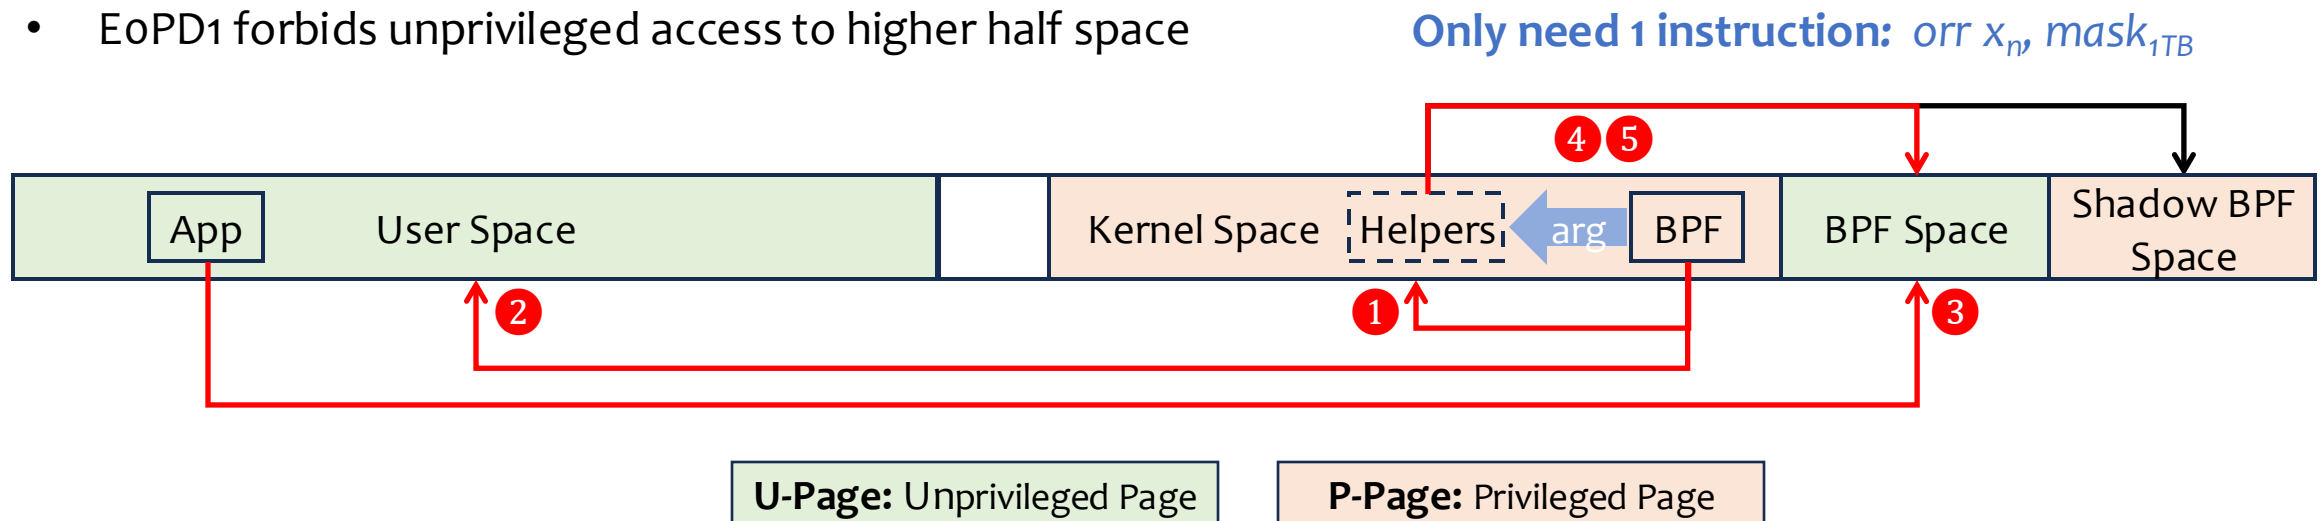 • E0PD1 forbids unprivileged access to higher half space
Only need 1 instruction: orr xn, mask1TB
4 5
App
User Space
Kernel Space
Helpers
arg
BPF
BPF Space
Shadow BPF
Space
2
1
3
U-Page: Unprivileged Page
P-Page: Privileged Page